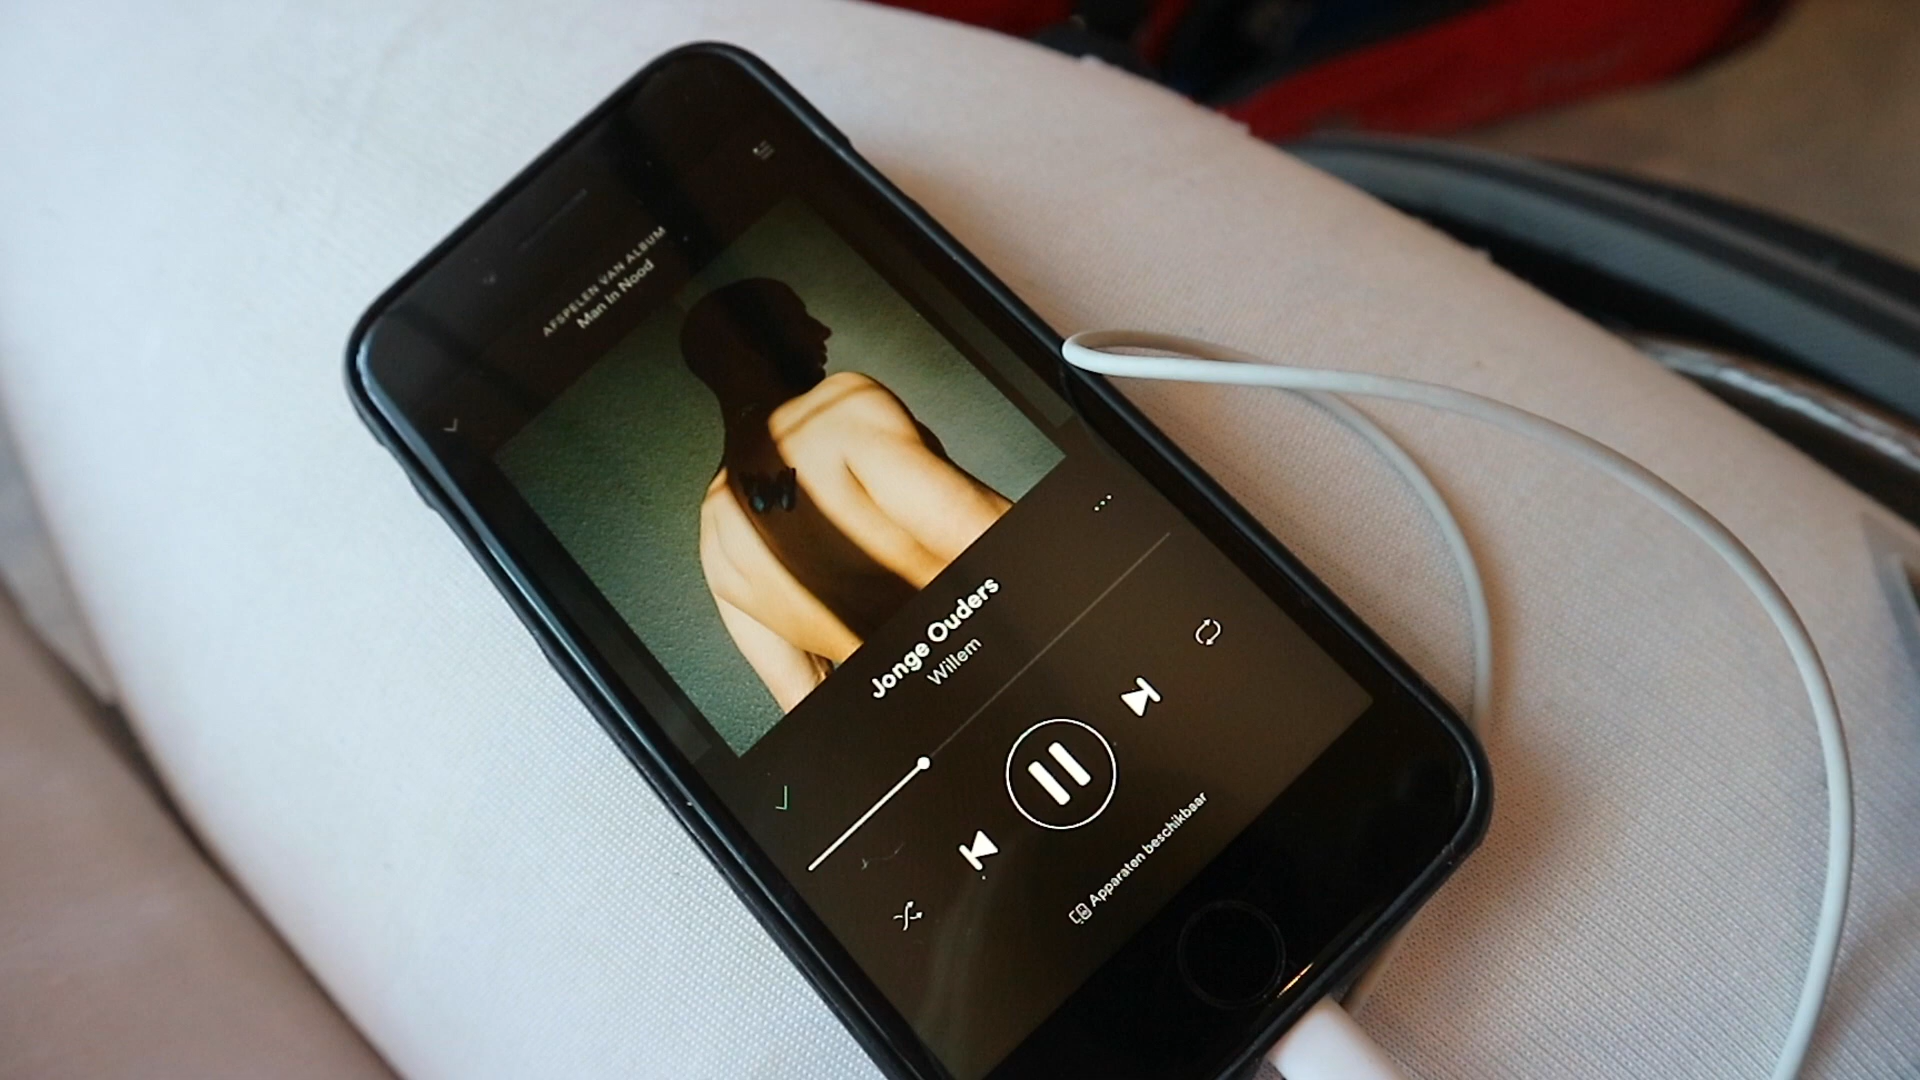 AFSPELEN VAN ALBUM
Man In Nood
Jonge Ouders
Willem
Apparaten beschikbaar